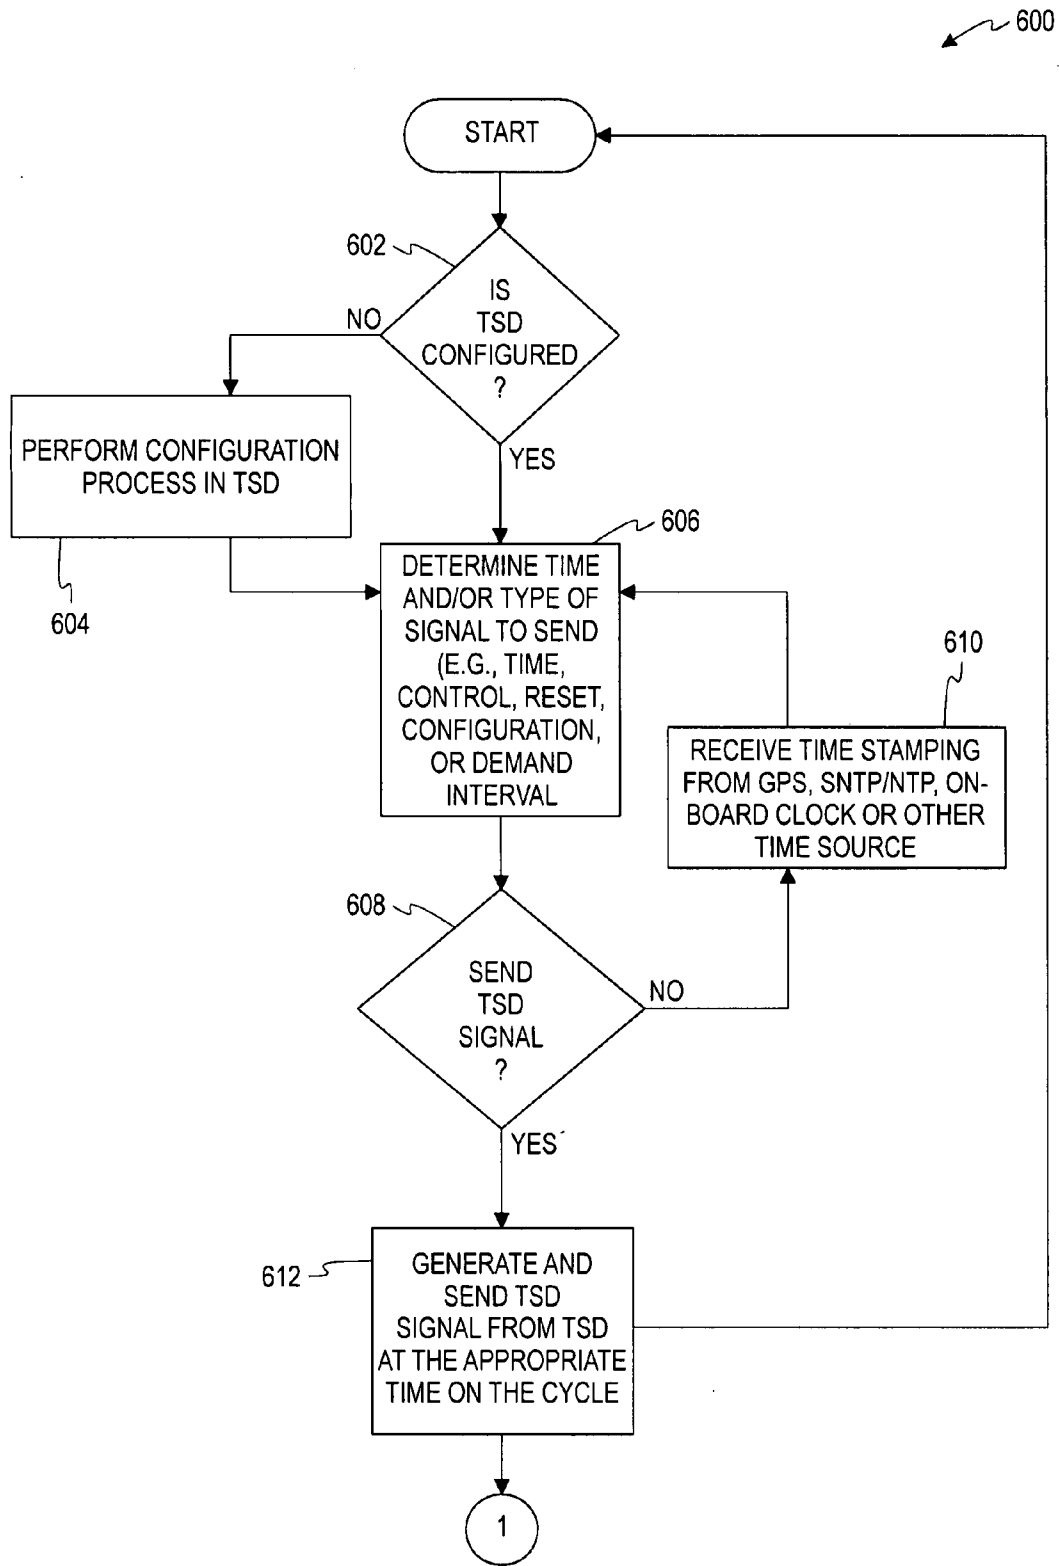 600
START
602
IS
TSD
CONFIGURED
?
NO
YES
PERFORM CONFIGURATION
PROCESS IN TSD
604
606
DETERMINE TIME
AND/OR TYPE OF
SIGNAL TO SEND
(E.G., TIME,
CONTROL, RESET,
CONFIGURATION,
OR DEMAND
INTERVAL
610
RECEIVE TIME STAMPING
FROM GPS, SNTP/NTP, ON-
BOARD CLOCK OR OTHER
TIME SOURCE
608
SEND
TSD
SIGNAL
?
NO
YES
612
GENERATE AND
SEND TSD
SIGNAL FROM TSD
AT THE APPROPRIATE
TIME ON THE CYCLE
1